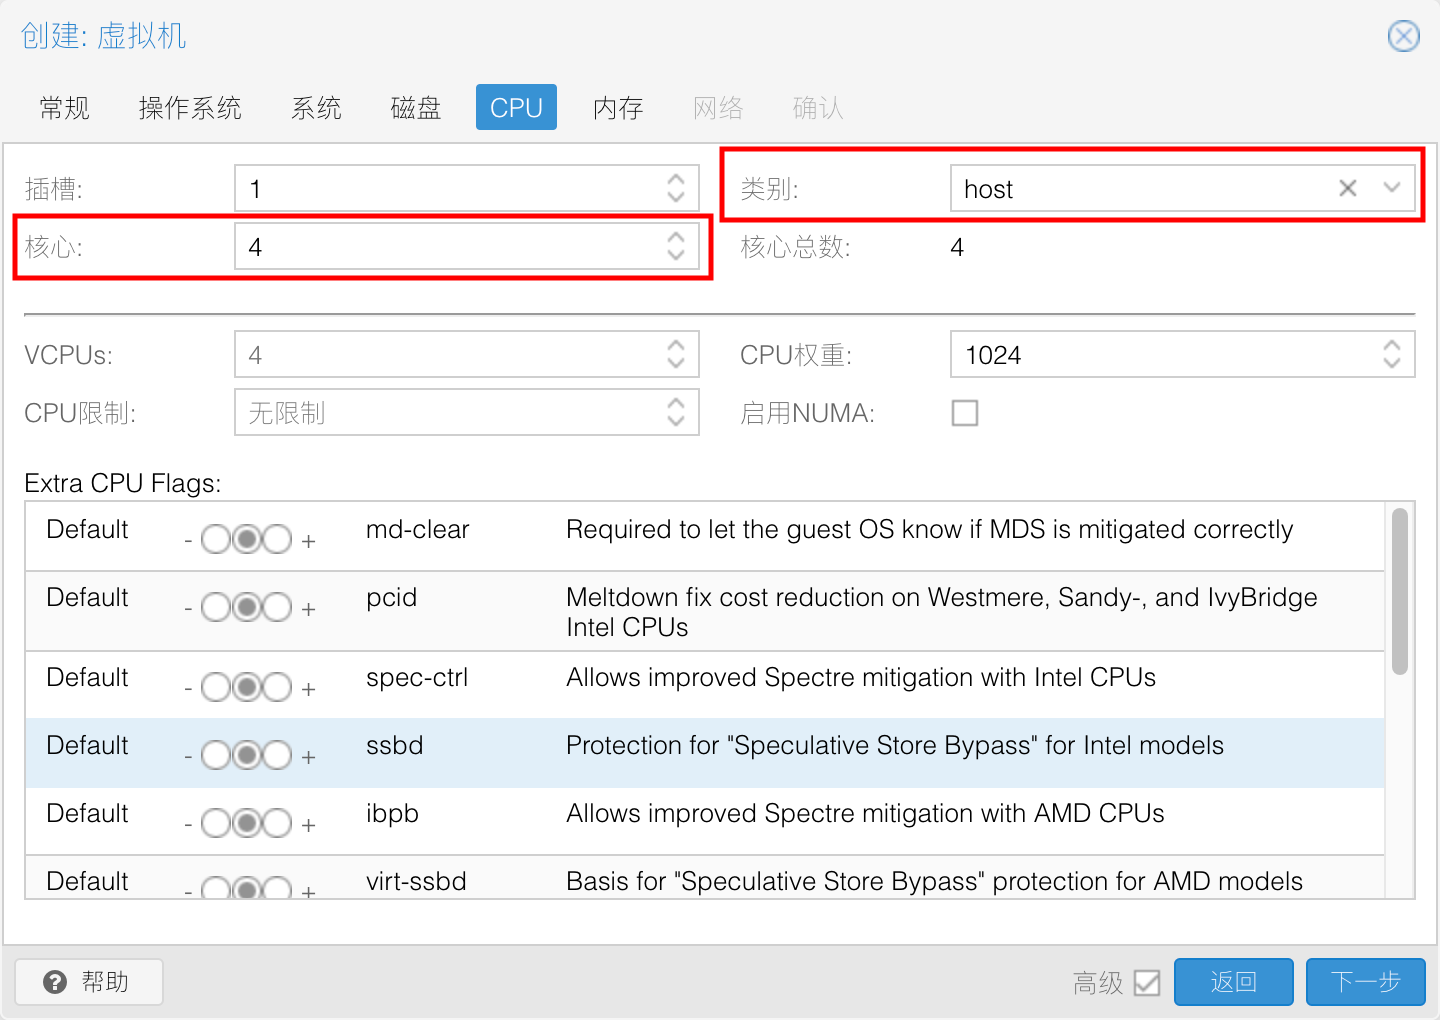 创建: 虚拟机
常规 操作系统 系统 磁盘 CPU 内存 网络 确认
插槽: 1 类别: host
核心: 4 核心总数: 4
VCPUs: 4 CPU权重: 1024
CPU限制: 无限制 启用NUMA:
Extra CPU Flags:
Default - + md-clear Required to let the guest OS know if MDS is mitigated correctly
Default - + pcid Meltdown fix cost reduction on Westmere, Sandy-, and IvyBridge
Intel CPUs
Default - + spec-ctrl Allows improved Spectre mitigation with Intel CPUs
Default - + ssbd Protection for "Speculative Store Bypass" for Intel models
Default - + ibpb Allows improved Spectre mitigation with AMD CPUs
Default - + virt-ssbd Basis for "Speculative Store Bypass" protection for AMD models
? 帮助 高级 返回 下一步